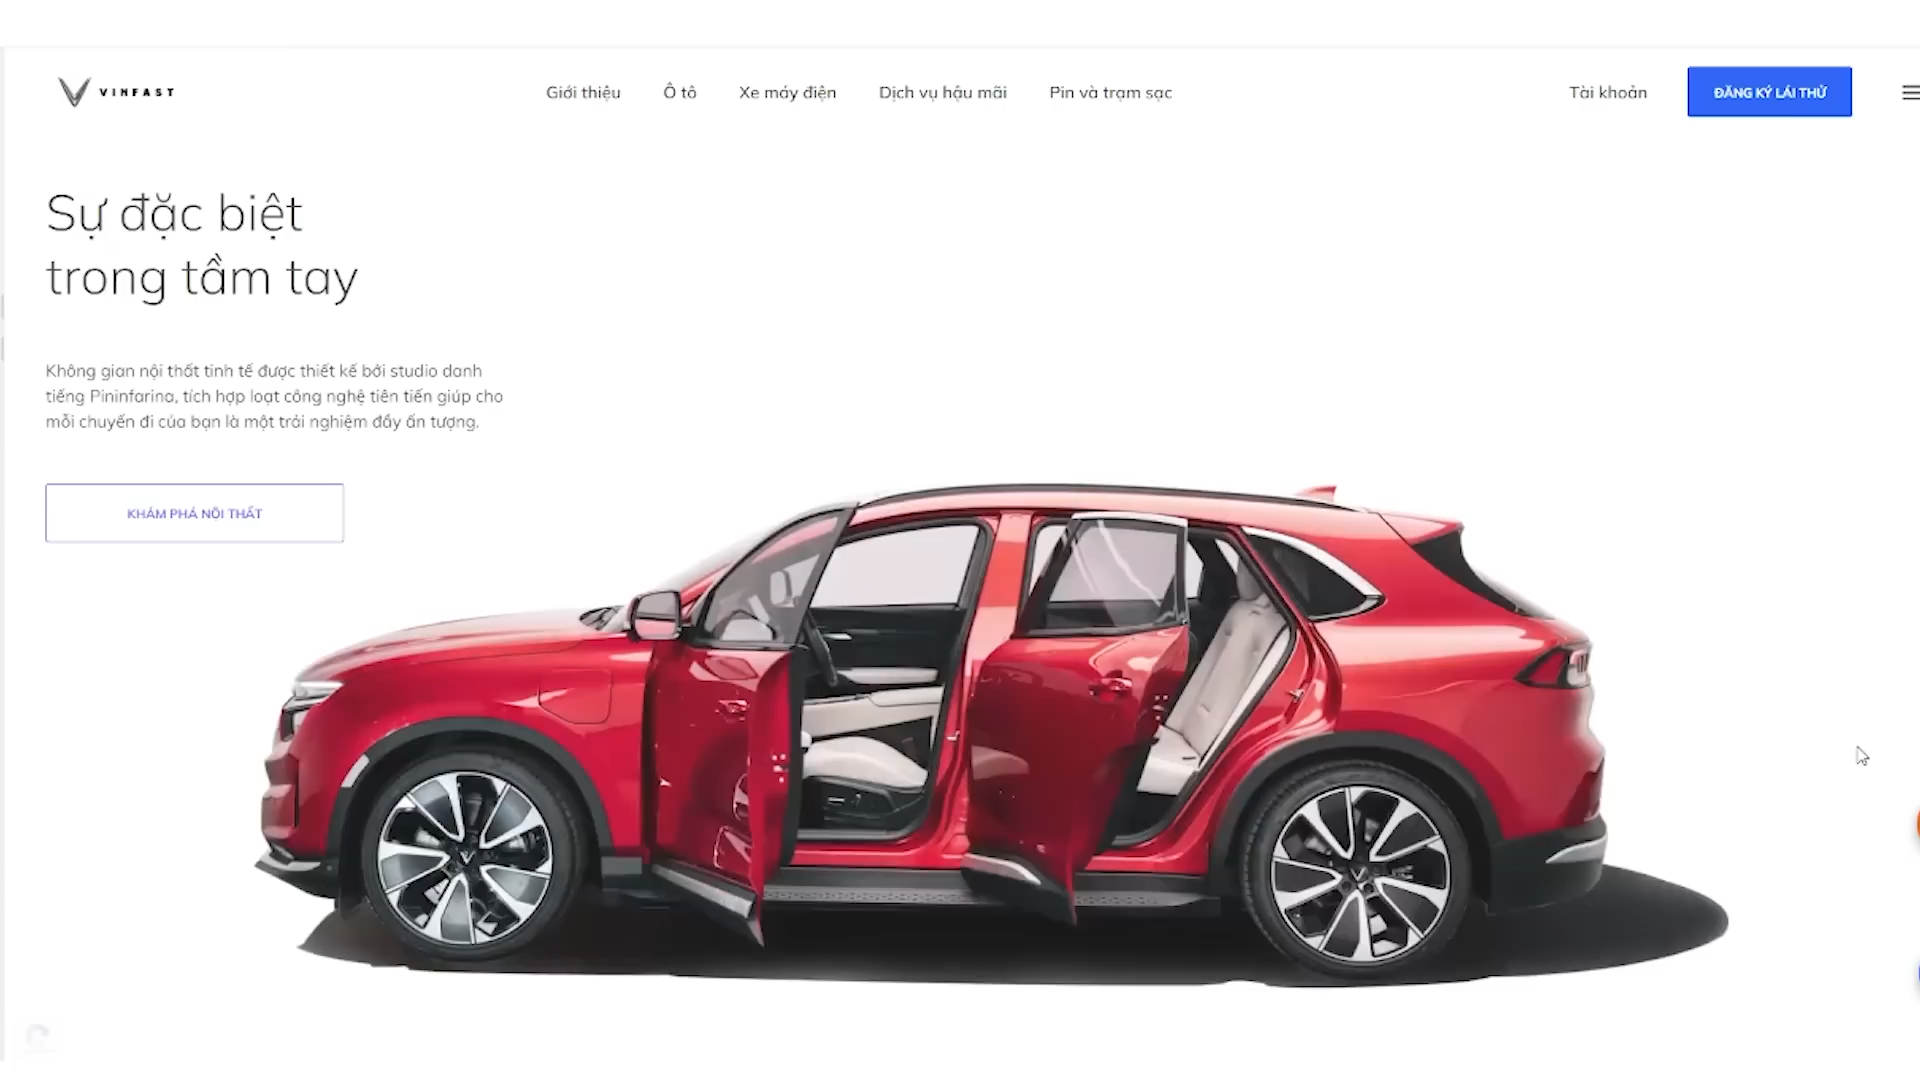 VINFAST
Giới thiệu
Ô tô
Xe máy điện
Dịch vụ hậu mãi
Pin và trạm sạc
Tài khoản
ĐĂNG KÝ LÁI THỬ
Sự đặc biệt
trong tầm tay
Không gian nội thất tinh tế được thiết kế bởi studio danh
tiếng Pininfarina, tích hợp loạt công nghệ tiên tiến giúp cho
mỗi chuyến đi của bạn là một trải nghiệm đầy ấn tượng.
KHÁM PHÁ NỘI THẤT